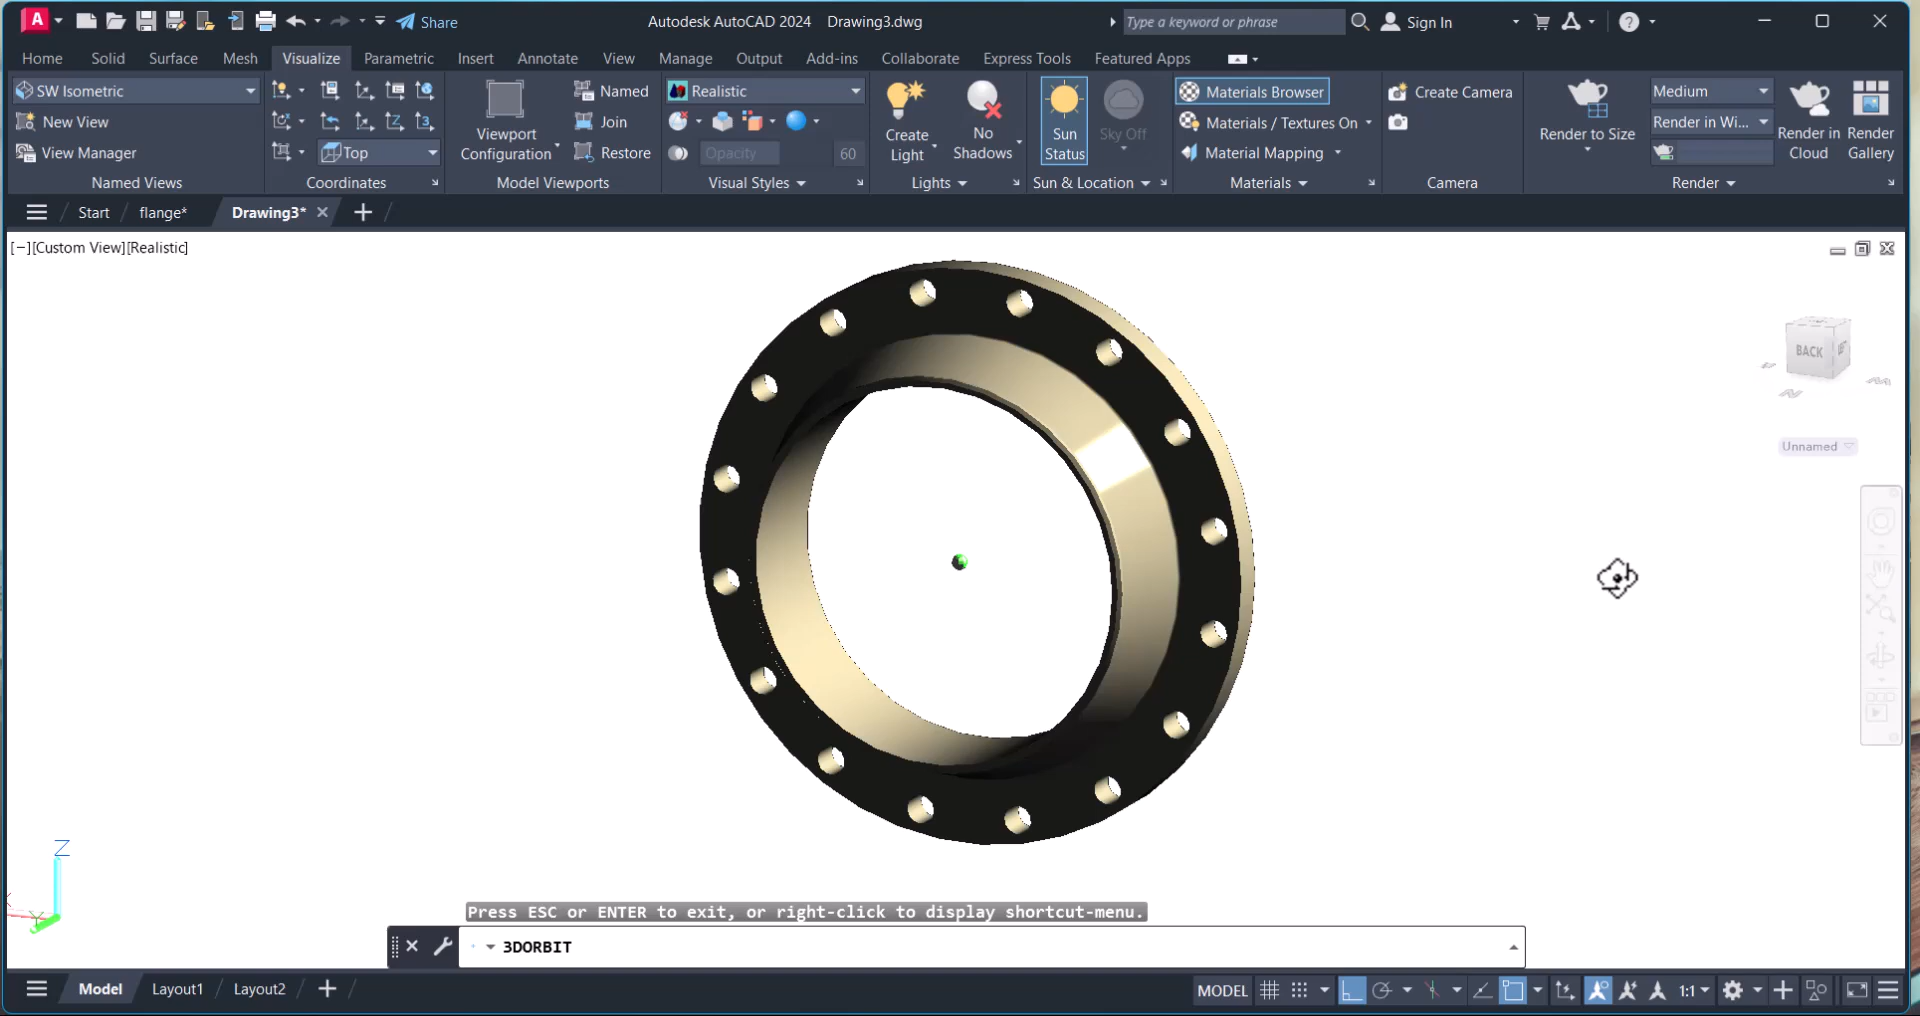 A Share Autodesk AutoCAD 2024 Drawing3.dwg Type a keyword or phrase Sign In
Home Solid Surface Mesh Visualize Parametric Insert Annotate View Manage Output Add-ins Collaborate Express Tools Featured Apps
SW Isometric
New View
View Manager
Named Views
Top
Coordinates
Viewport
Configuration
Named
Join
Restore
Model Viewports
Realistic
Opacity 60
Visual Styles
Create
Light
No
Shadows
Lights
Sun
Status
Sky Off
Sun & Location
Materials Browser
Materials / Textures On
Material Mapping
Materials
Create Camera
Camera
Render to Size
Medium
Render in Wi...
Render in
Cloud
Render
Gallery
Render
Start flange* Drawing3*
[−][Custom View][Realistic]
BACK
Unnamed
Z
Y
Press ESC or ENTER to exit, or right-click to display shortcut-menu.
3DORBIT
Model Layout1 Layout2 MODEL 1:1